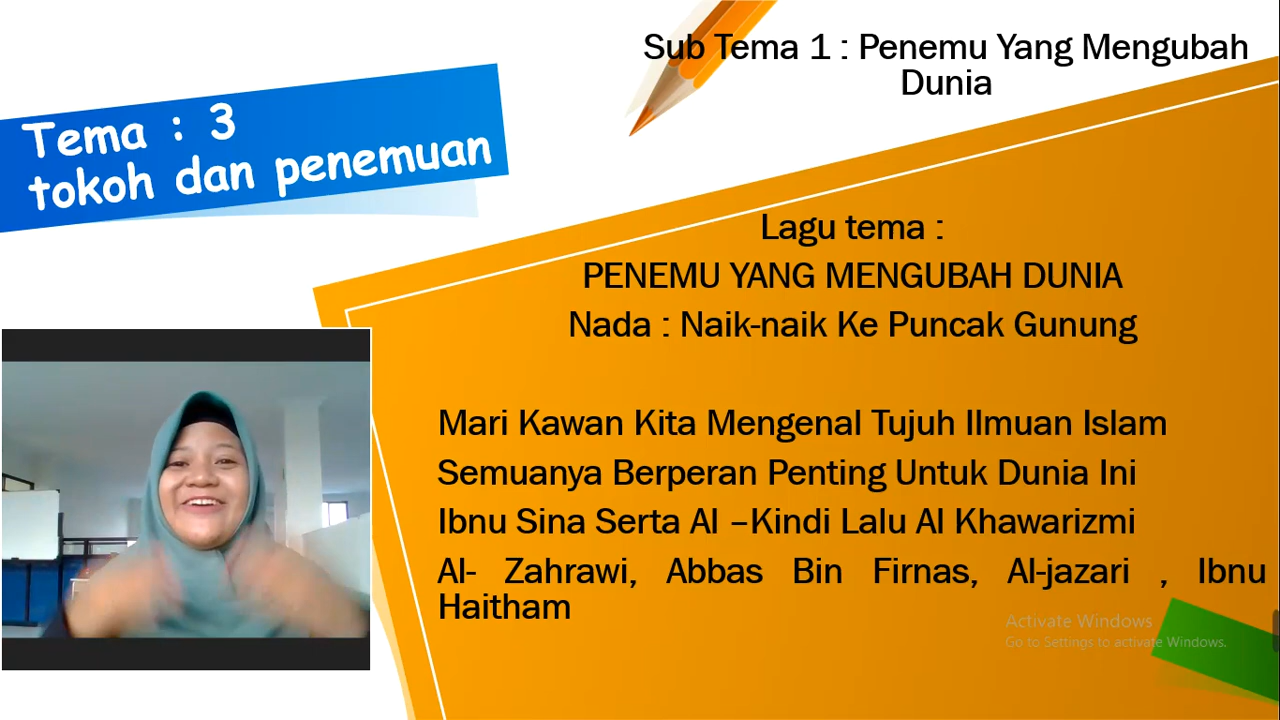 Sub Tema 1 : Penemu Yang Mengubah
Dunia
Tema : 3
tokoh dan penemuan
Lagu tema :
PENEMU YANG MENGUBAH DUNIA
Nada : Naik-naik Ke Puncak Gunung
Mari Kawan Kita Mengenal Tujuh Ilmuan Islam
Semuanya Berperan Penting Untuk Dunia Ini
Ibnu Sina Serta Al –Kindi Lalu Al Khawarizmi
Al- Zahrawi, Abbas Bin Firnas, Al-jazari , Ibnu
Haitham
Activate Windows
Go to Settings to activate Windows.